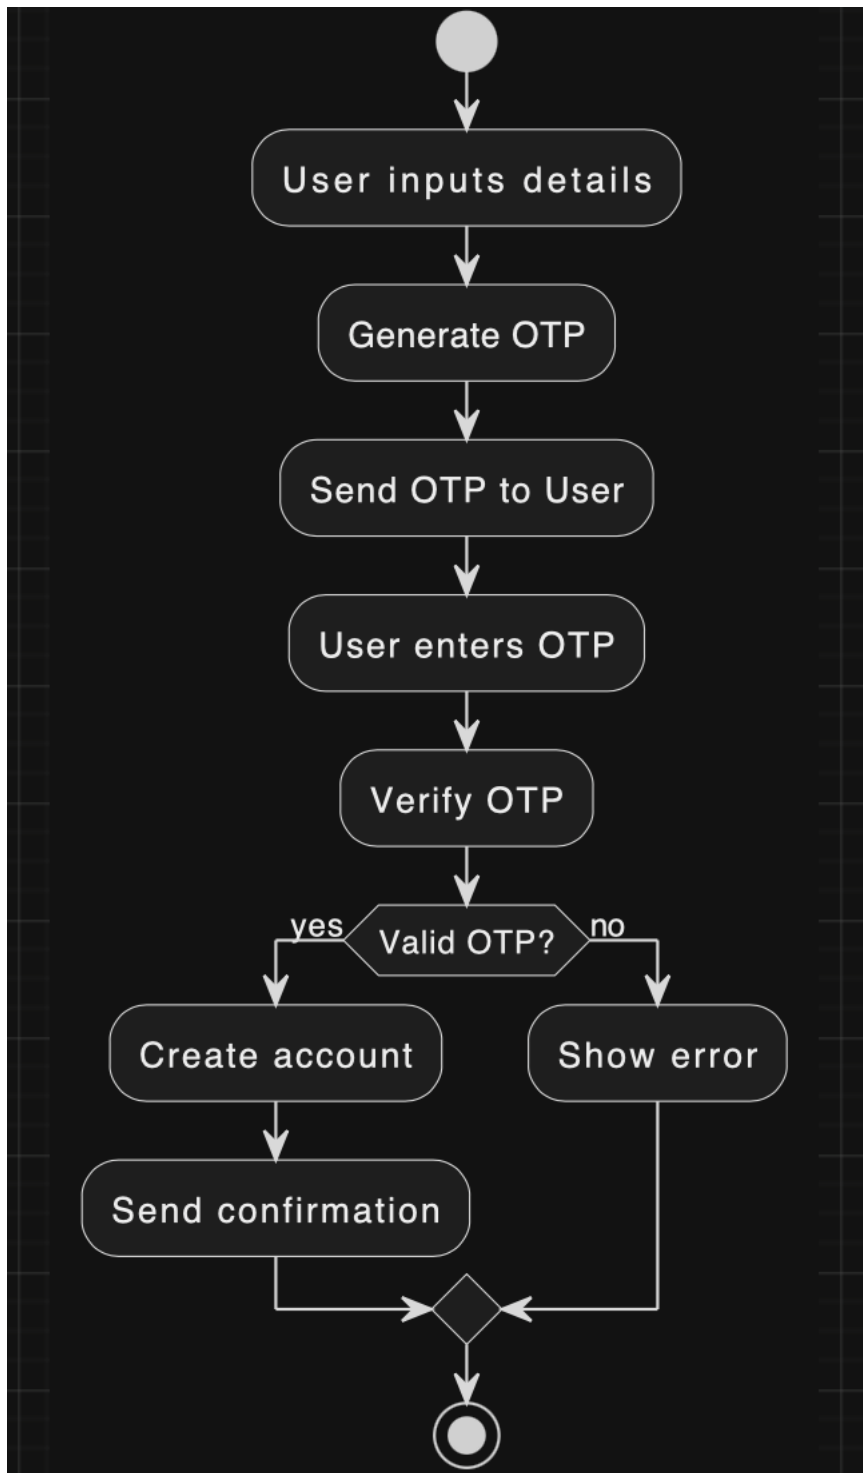 User inputs details
Generate OTP
Send OTP to User
User enters OTP
Verify OTP
yes
Valid OTP?
no
Create account
Show error
Send confirmation